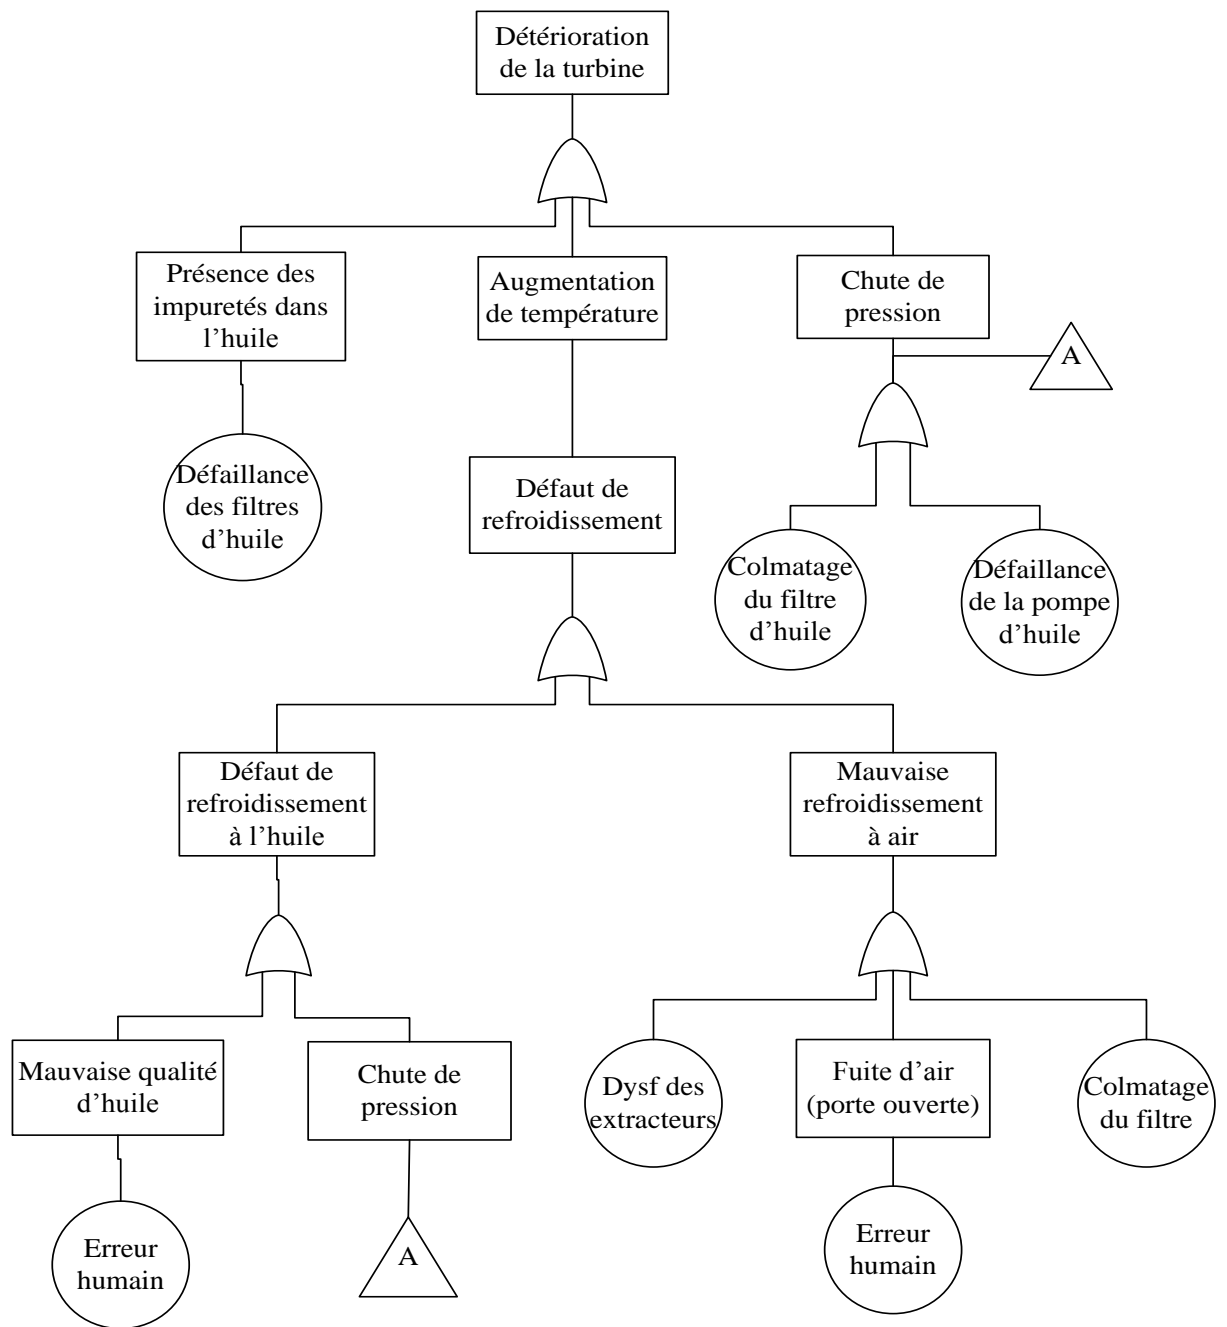 Détérioration
de la turbine
Présence des
impuretés dans
l’huile
Augmentation
de température
Chute de
pression
A
Défaillance
des filtres
d’huile
Défaut de
refroidissement
Colmatage
du filtre
d’huile
Défaillance
de la pompe
d’huile
Défaut de
refroidissement
à l’huile
Mauvaise
refroidissement
à air
Mauvaise qualité
d’huile
Chute de
pression
Dysf des
extracteurs
Fuite d’air
(porte ouverte)
Colmatage
du filtre
Erreur
humain
A
Erreur
humain